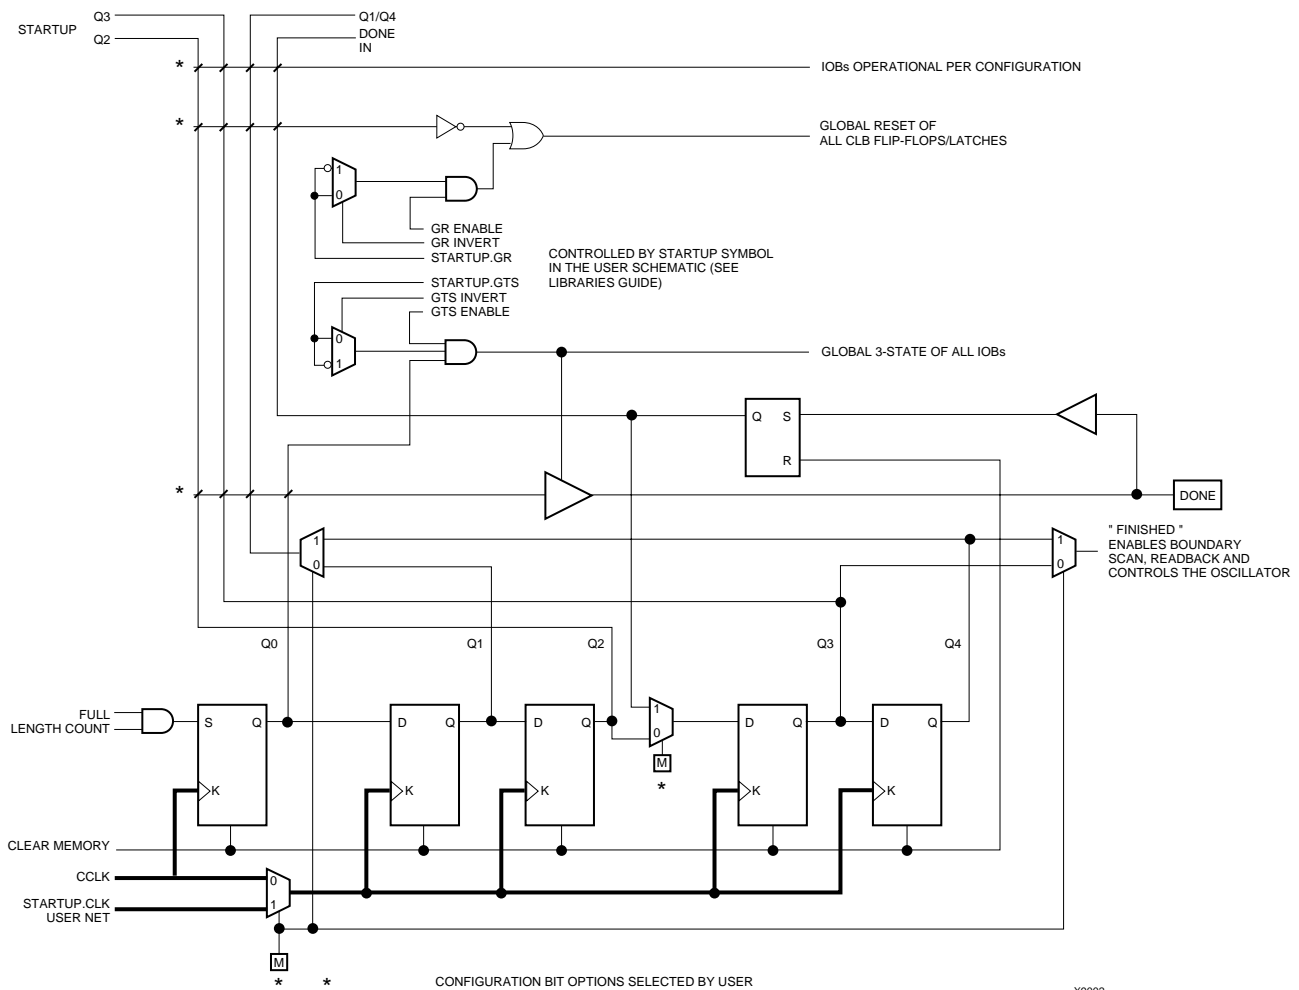 Q3
STARTUP
Q2
Q1/Q4
DONE
IN
*
IOBs OPERATIONAL PER CONFIGURATION
*
GLOBAL RESET OF
ALL CLB FLIP-FLOPS/LATCHES
1
0
GR ENABLE
GR INVERT
STARTUP.GR
CONTROLLED BY STARTUP SYMBOL
IN THE USER SCHEMATIC (SEE
LIBRARIES GUIDE)
STARTUP.GTS
GTS INVERT
GTS ENABLE
0
1
GLOBAL 3-STATE OF ALL IOBs
Q S
R
*
DONE
" FINISHED "
ENABLES BOUNDARY
SCAN, READBACK AND
CONTROLS THE OSCILLATOR
1
0
1
0
Q0
Q1
Q2
Q3
Q4
FULL
LENGTH COUNT
S Q
K
D Q
K
D Q
K
1
0
M
*
D Q
K
D Q
K
CLEAR MEMORY
CCLK
STARTUP.CLK
USER NET
0
1
M
*
* CONFIGURATION BIT OPTIONS SELECTED BY USER